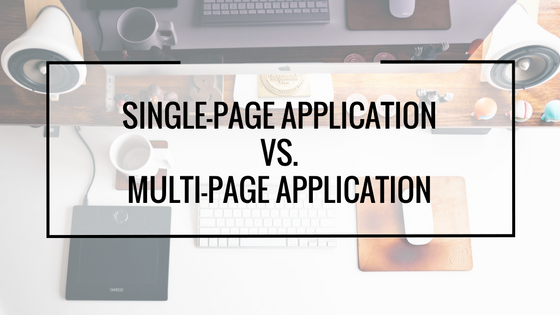 SINGLE-PAGE APPLICATION
VS.
MULTI-PAGE APPLICATION